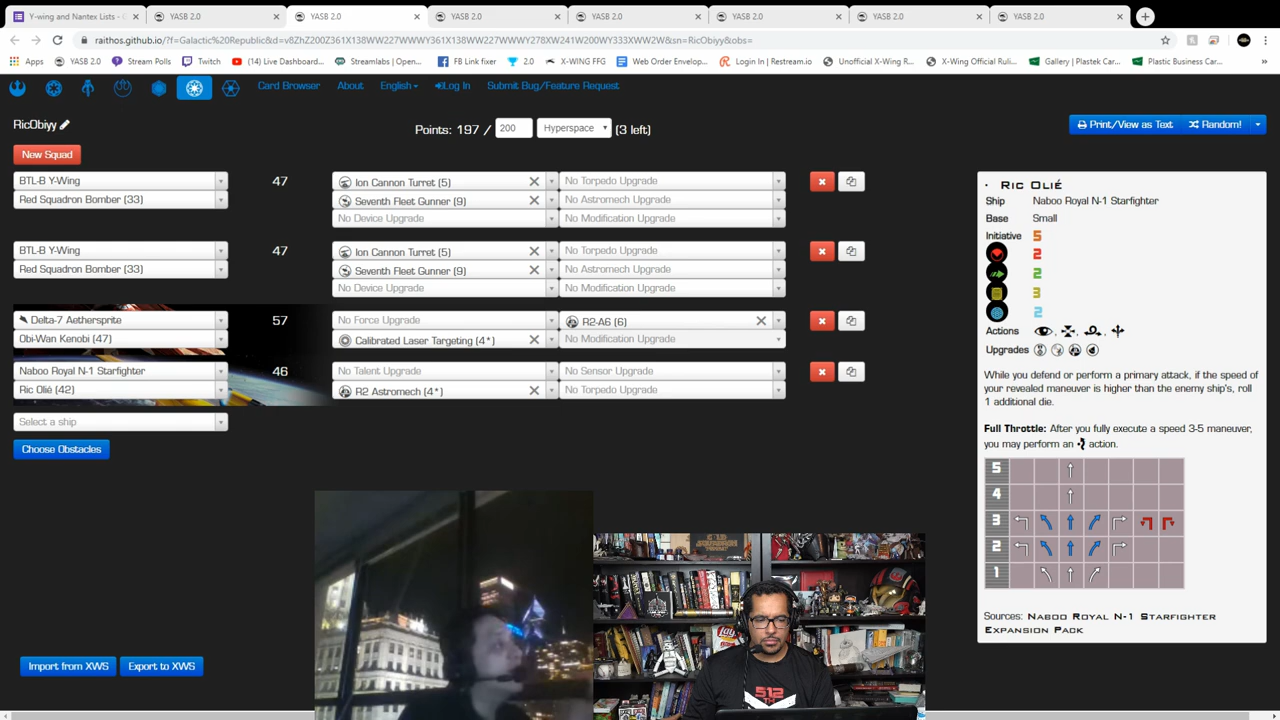 Y-wing and Nantex Lists - G
YASB 2.0
YASB 2.0
YASB 2.0
YASB 2.0
YASB 2.0
YASB 2.0
YASB 2.0
raithos.github.io/?f=Galactic Republic&d=v8ZhZ200Z361X138WW227WWWY361X138WW227WWWY278XW241W200WY333XWW2W&sn=RicObiyy&obs=
Apps
YASB 2.0
Stream Polls
Twitch
(14) Live Dashboard...
Streamlabs | Open...
FB Link fixer
2.0
X-WING FFG
Web Order Envelop...
Log In | Restream.io
Unofficial X-Wing R...
X-Wing Official Ruli...
Gallery | Plastek Car...
Plastic Business Car...
Card Browser
About
English
Log In
Submit Bug/Feature Request
RicObiyy
Points: 197 / 200 Hyperspace (3 left)
Print/View as Text
Random!
New Squad
BTL-B Y-Wing
47
Ion Cannon Turret (5)
No Torpedo Upgrade
Red Squadron Bomber (33)
Seventh Fleet Gunner (9)
No Astromech Upgrade
No Device Upgrade
No Modification Upgrade
BTL-B Y-Wing
47
Ion Cannon Turret (5)
No Torpedo Upgrade
Red Squadron Bomber (33)
Seventh Fleet Gunner (9)
No Astromech Upgrade
No Device Upgrade
No Modification Upgrade
Delta-7 Aethersprite
57
No Force Upgrade
R2-A6 (6)
Obi-Wan Kenobi (47)
Calibrated Laser Targeting (4*)
No Modification Upgrade
Naboo Royal N-1 Starfighter
46
No Talent Upgrade
No Sensor Upgrade
Ric Olié (42)
R2 Astromech (4*)
No Torpedo Upgrade
Select a ship
Choose Obstacles
Import from XWS
Export to XWS
· Ric Olié
Ship Naboo Royal N-1 Starfighter
Base Small
Initiative 5
2
2
3
2
Actions
Upgrades
While you defend or perform a primary attack, if the speed of
your revealed maneuver is higher than the enemy ship's, roll
1 additional die.
Full Throttle: After you fully execute a speed 3-5 maneuver,
you may perform an action.
5
4
3
2
1
Sources: Naboo Royal N-1 Starfighter
Expansion Pack
512